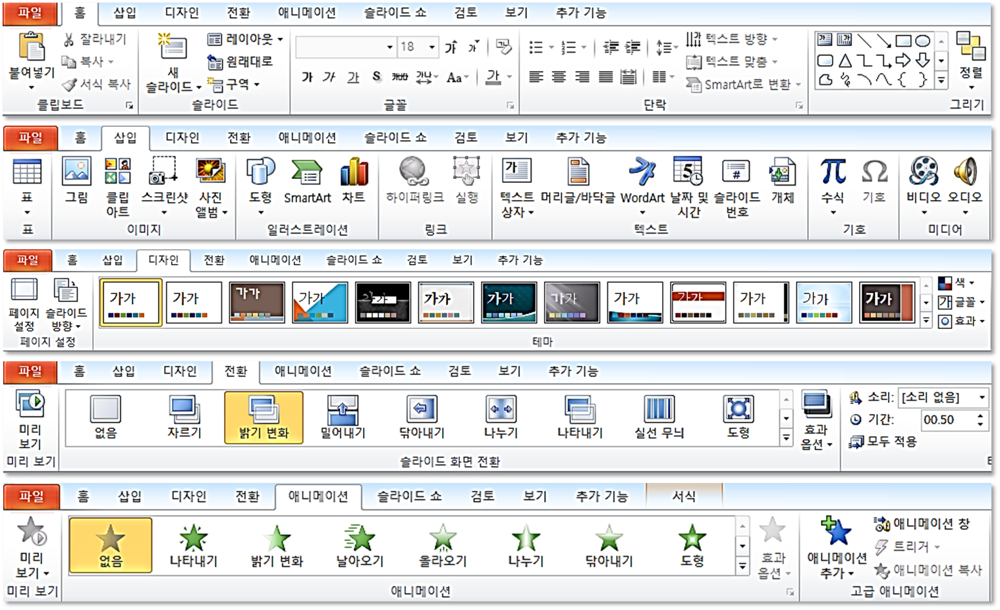 파일 홈 삽입 디자인 전환 애니메이션 슬라이드 쇼 검토 보기 추가 기능
붙여넣기 잘라내기 복사 서식 복사
클립보드
새 슬라이드 레이아웃 원래대로 구역
슬라이드
18 가 가
가 가 가 S 가나 Aa 가
글꼴
텍스트 방향
텍스트 맞춤
SmartArt로 변환
단락
정렬
그리기
파일 홈 삽입 디자인 전환 애니메이션 슬라이드 쇼 검토 보기 추가 기능
표 그림 클립 아트 스크린샷 사진 앨범 도형 SmartArt 차트 하이퍼링크 실행 텍스트 상자 머리글/바닥글 WordArt 날짜 및 시간 슬라이드 번호 개체 수식 기호 비디오 오디오
표 이미지 일러스트레이션 링크 텍스트 기호 미디어
파일 홈 삽입 디자인 전환 애니메이션 슬라이드 쇼 검토 보기 추가 기능
페이지 설정 슬라이드 방향
가가 가가 가가 가가 가가 가가 가가 가가 가가 가가 가가 가가 가가
색
글꼴
효과
페이지 설정 테마
파일 홈 삽입 디자인 전환 애니메이션 슬라이드 쇼 검토 보기 추가 기능
미리 보기 없음 자르기 밝기 변화 밀어내기 닦아내기 나누기 나타내기 실선 무늬 도형 효과 옵션
소리: [소리 없음]
기간: 00.50
모두 적용
미리 보기 슬라이드 화면 전환
파일 홈 삽입 디자인 전환 애니메이션 슬라이드 쇼 검토 보기 추가 기능 서식
미리 보기 없음 나타내기 밝기 변화 날아오기 올라오기 나누기 닦아내기 도형 효과 옵션 애니메이션 추가
애니메이션 창
트리거
애니메이션 복사
미리 보기 애니메이션 고급 애니메이션